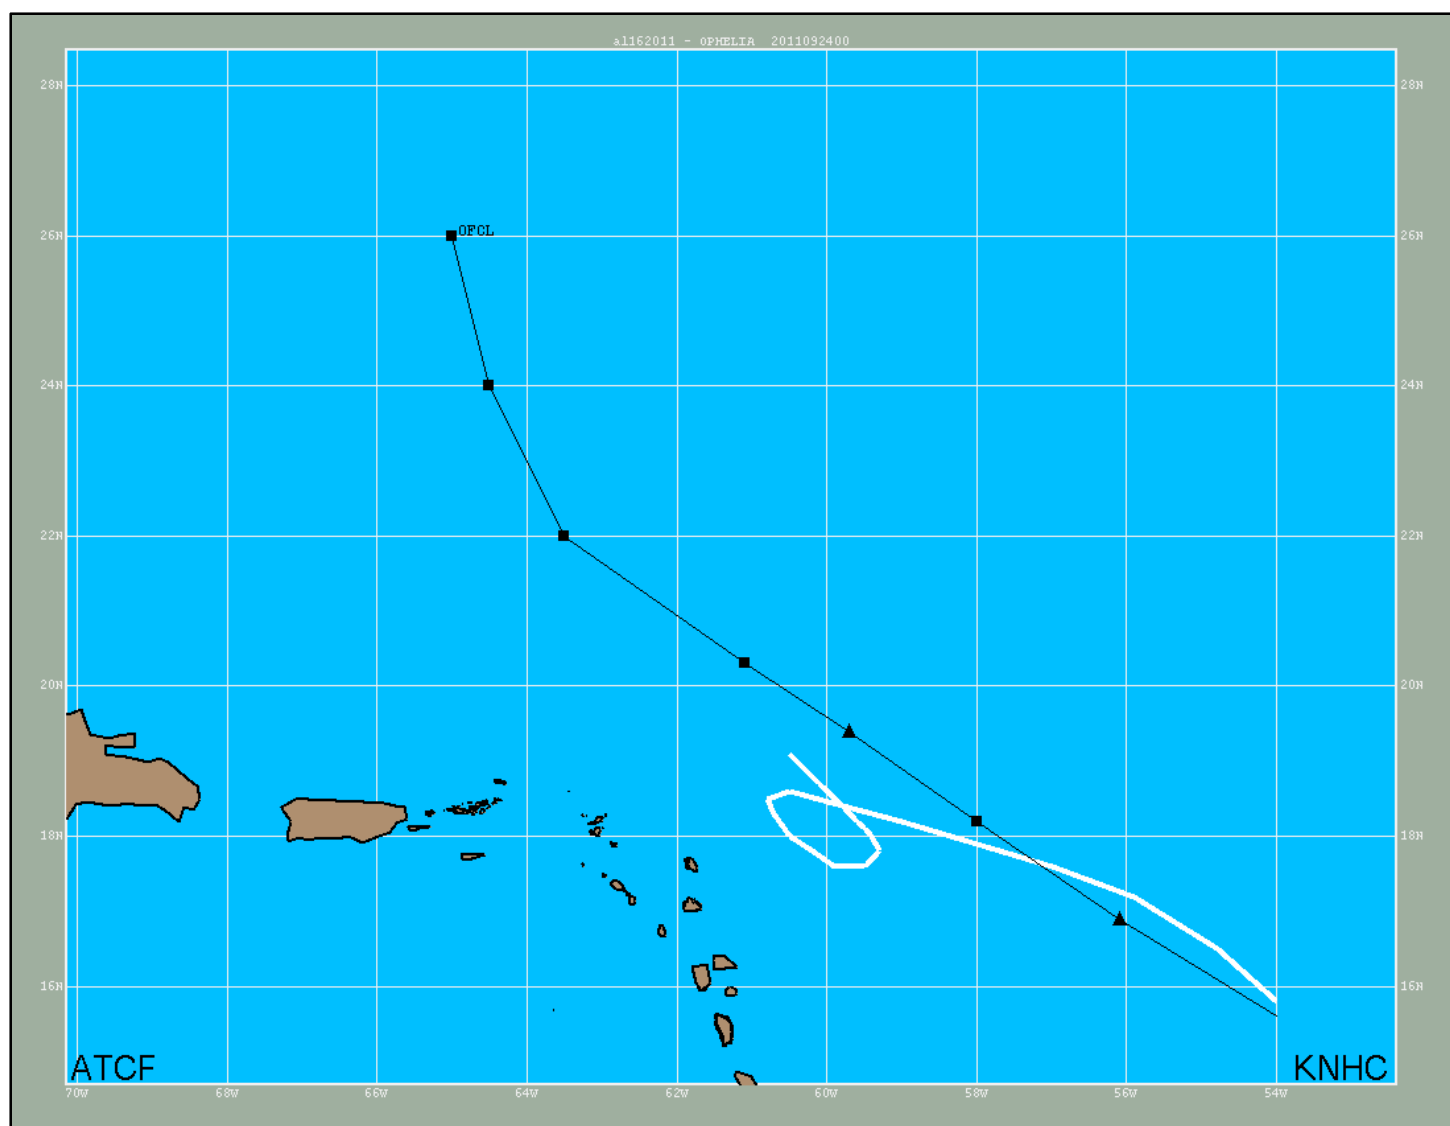 al162011 - OPHELIA 2011092400
28N 28N
26N OFCL 26N
24N 24N
22N 22N
20N 20N
18N 18N
16N 16N
ATCF KNHC
70W 68W 66W 64W 62W 60W 58W 56W 54W